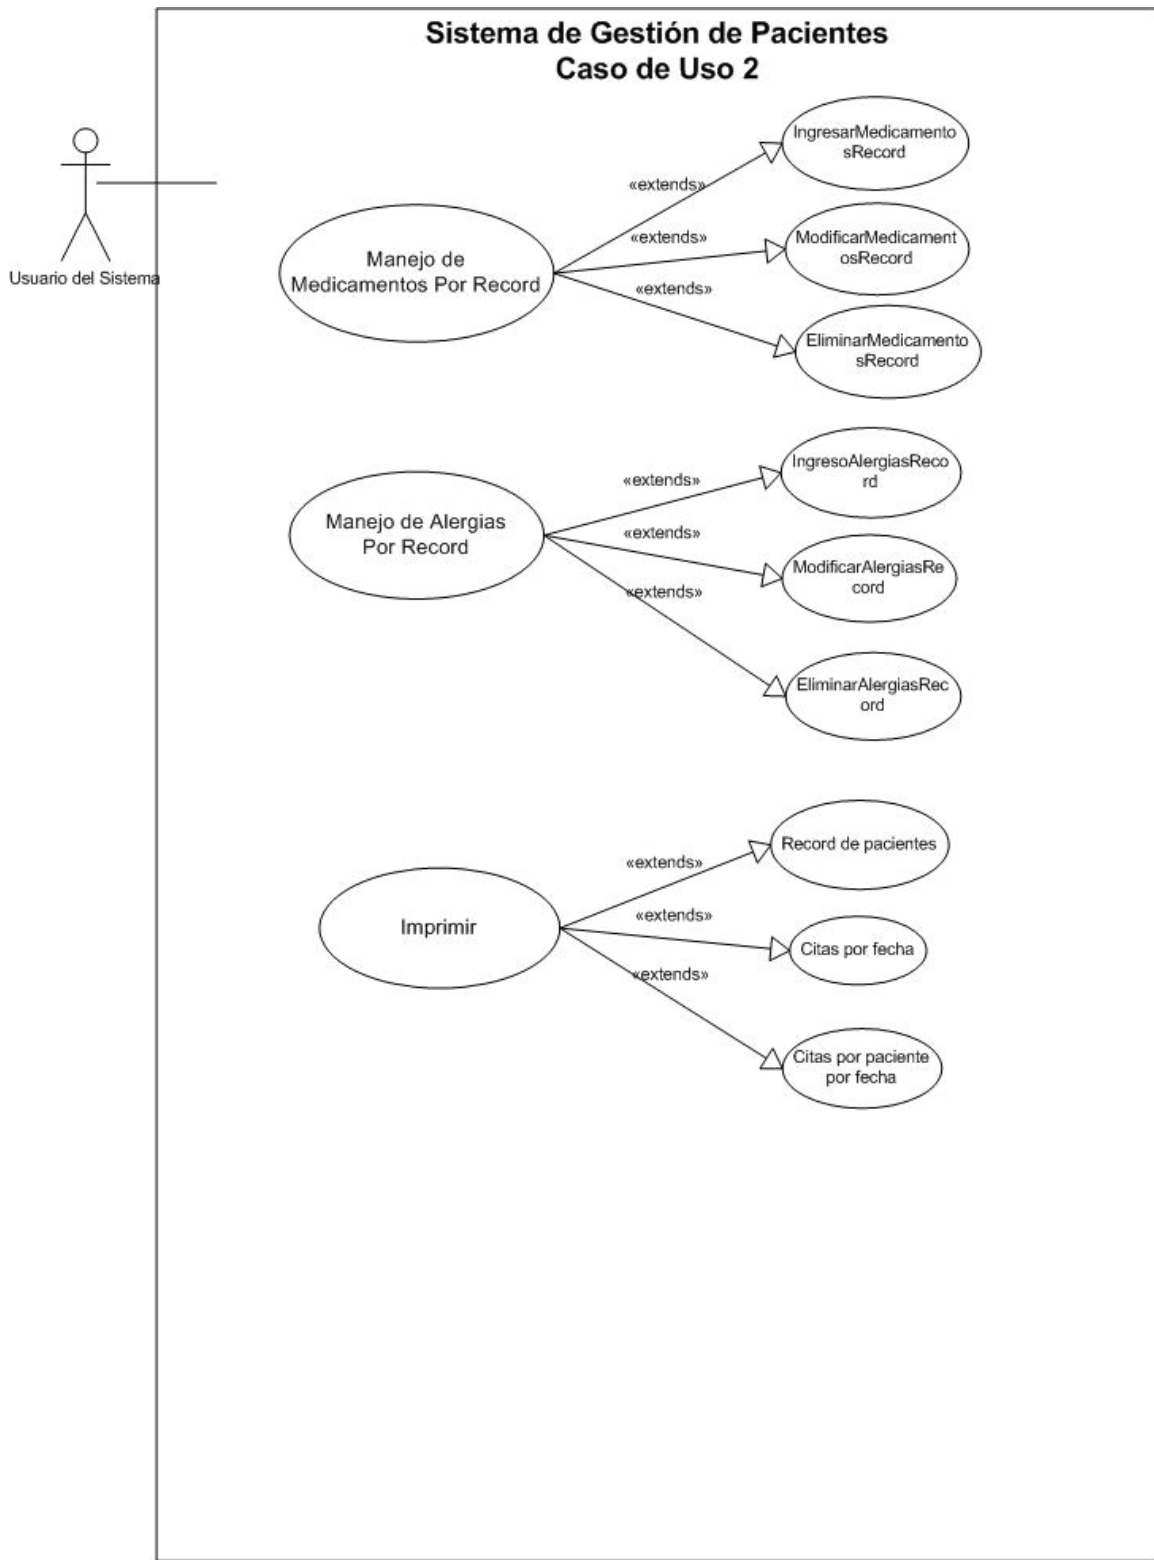 Sistema de Gestión de Pacientes
Caso de Uso 2
Usuario del Sistema
Manejo de
Medicamentos Por Record
«extends»
IngresarMedicamento
sRecord
«extends»
ModificarMedicament
osRecord
«extends»
EliminarMedicamento
sRecord
Manejo de Alergias
Por Record
«extends»
IngresoAlergiasReco
rd
«extends»
ModificarAlergiasRe
cord
«extends»
EliminarAlergiasRec
ord
Imprimir
«extends»
Record de pacientes
«extends»
Citas por fecha
«extends»
Citas por paciente
por fecha